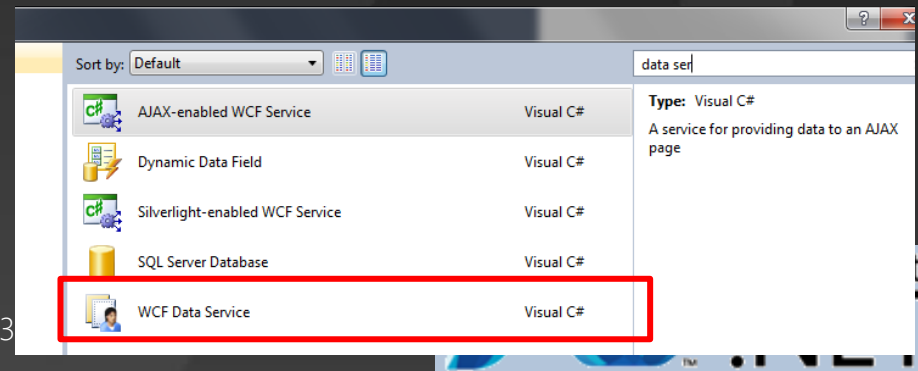 ?
Sort by: Default
data ser
AJAX-enabled WCF Service Visual C#
Type: Visual C#
A service for providing data to an AJAX
page
Dynamic Data Field Visual C#
Silverlight-enabled WCF Service Visual C#
SQL Server Database Visual C#
WCF Data Service Visual C#
3
.NET